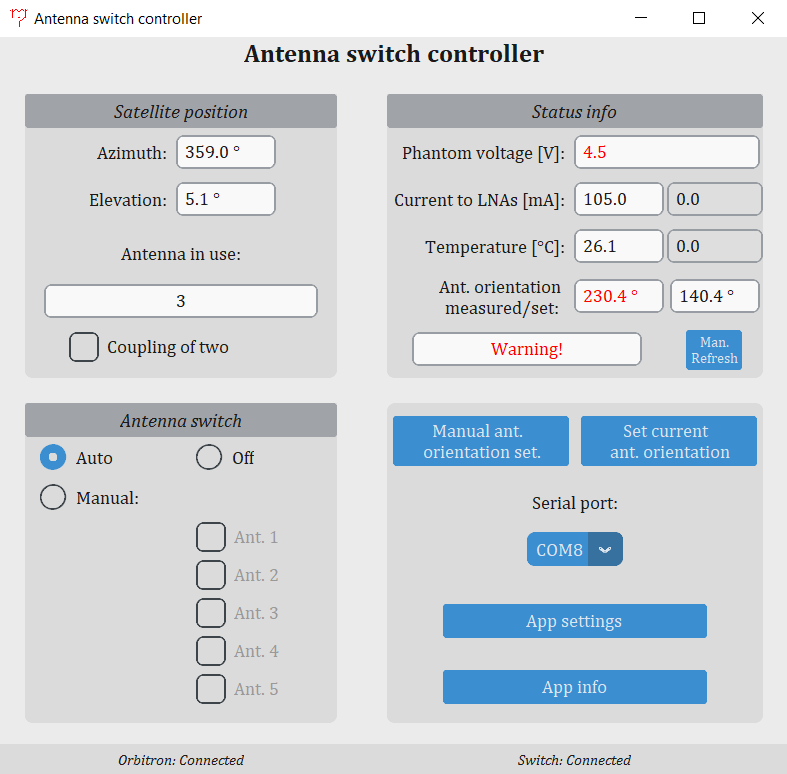 Antenna switch controller
Antenna switch controller
Satellite position
Azimuth: 359.0 °
Elevation: 5.1 °
Antenna in use:
3
Coupling of two
Status info
Phantom voltage [V]: 4.5
Current to LNAs [mA]: 105.0 0.0
Temperature [°C]: 26.1 0.0
Ant. orientation
measured/set: 230.4 ° 140.4 °
Warning!
Man.
Refresh
Antenna switch
Auto Off
Manual:
Ant. 1
Ant. 2
Ant. 3
Ant. 4
Ant. 5
Manual ant.
orientation set.
Set current
ant. orientation
Serial port:
COM8
App settings
App info
Orbitron: Connected
Switch: Connected